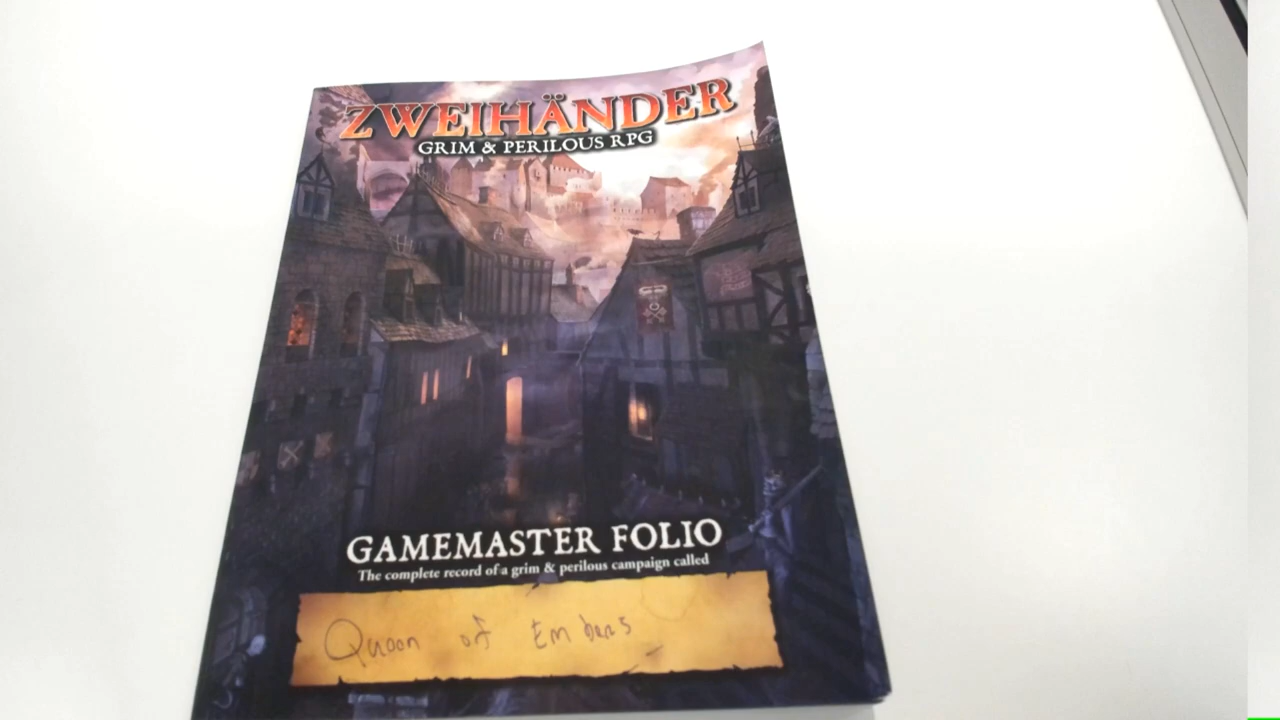 ZWEIHÄNDER
GRIM & PERILOUS RPG
GAMEMASTER FOLIO
The complete record of a grim & perilous campaign called
Queen of Embers